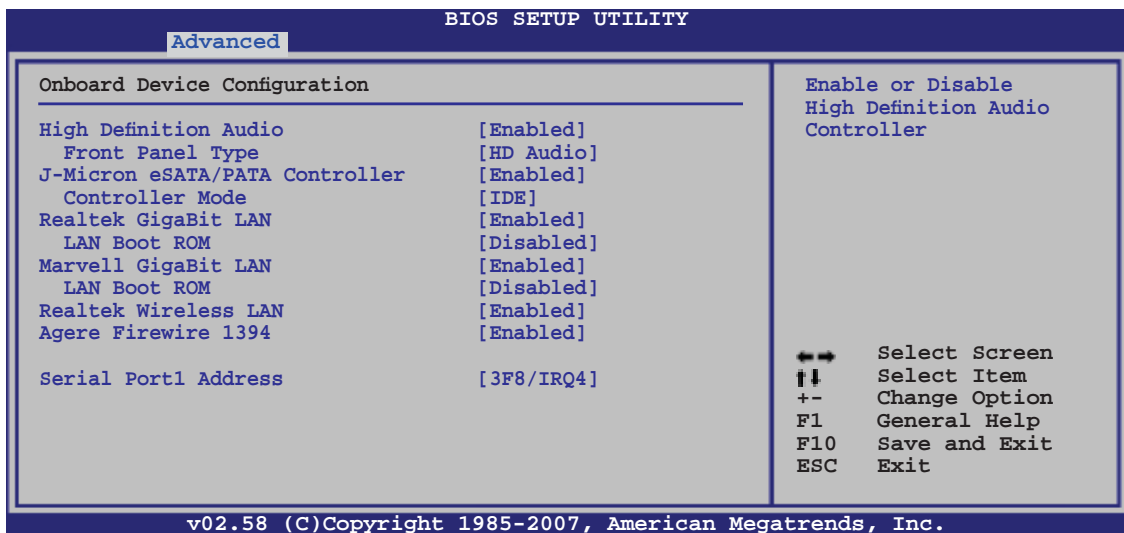 BIOS SETUP UTILITY
Advanced
Onboard Device Configuration
High Definition Audio [Enabled]
Front Panel Type [HD Audio]
J-Micron eSATA/PATA Controller [Enabled]
Controller Mode [IDE]
Realtek GigaBit LAN [Enabled]
LAN Boot ROM [Disabled]
Marvell GigaBit LAN [Enabled]
LAN Boot ROM [Disabled]
Realtek Wireless LAN [Enabled]
Agere Firewire 1394 [Enabled]
Serial Port1 Address [3F8/IRQ4]
Enable or Disable
High Definition Audio
Controller
←→ Select Screen
↑↓ Select Item
+- Change Option
F1 General Help
F10 Save and Exit
ESC Exit
v02.58 (C)Copyright 1985-2007, American Megatrends, Inc.